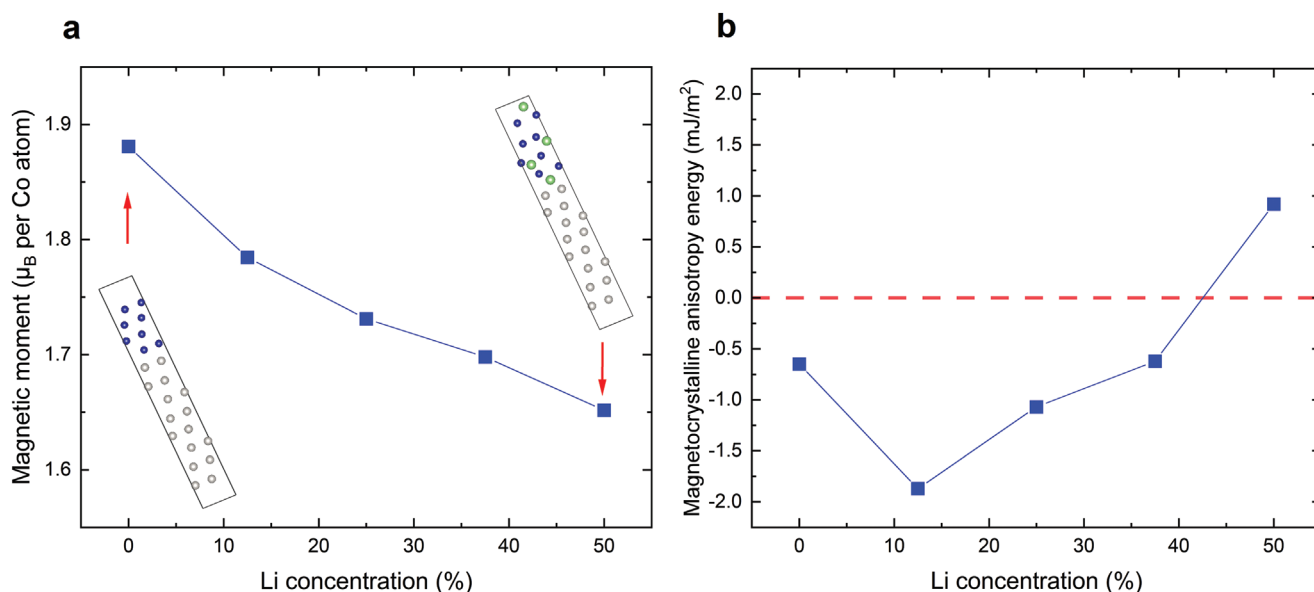 a
Magnetic moment (μB per Co atom)
1.9
1.8
1.7
1.6
0 10 20 30 40 50
Li concentration (%)
b
Magnetocrystalline anisotropy energy (mJ/m²)
2.0
1.5
1.0
0.5
0.0
-0.5
-1.0
-1.5
-2.0
0 10 20 30 40 50
Li concentration (%)